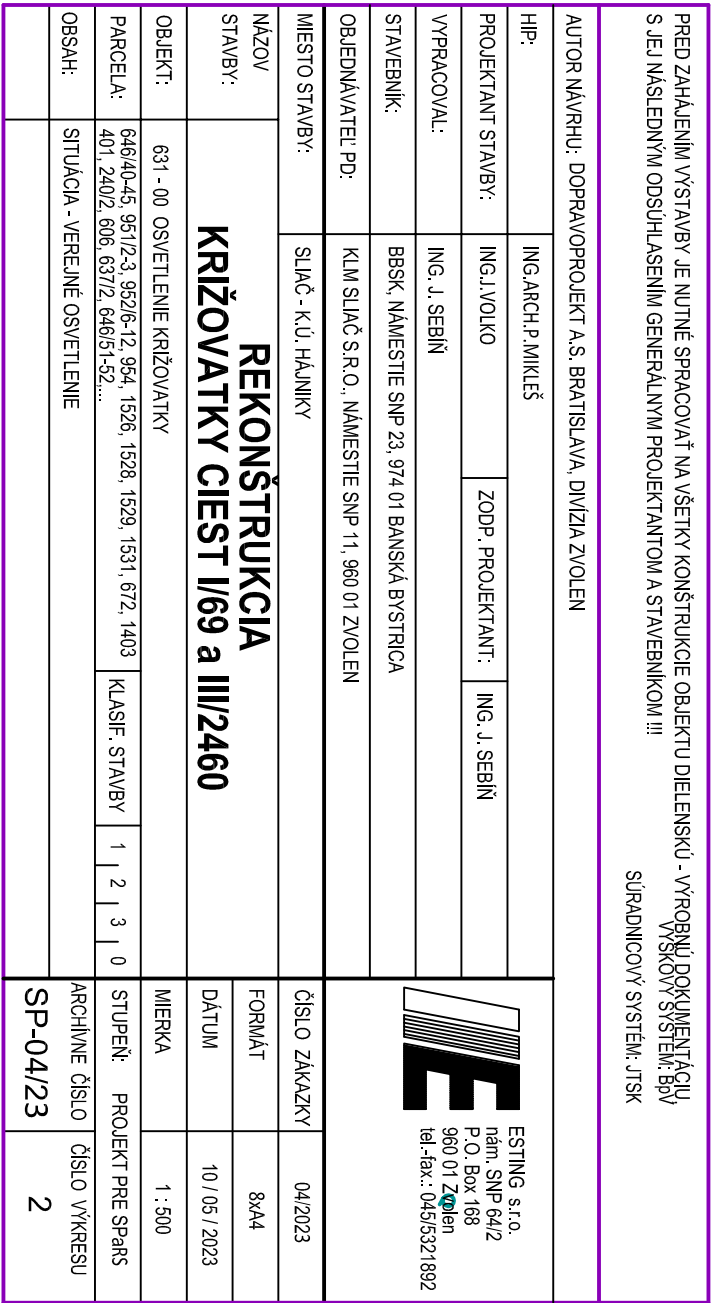 PRED ZAHÁJENÍM VÝSTAVBY JE NUTNÉ SPRACOVAŤ NA VŠETKY KONŠTRUKCIE OBJEKTU DIELENSKÚ - VÝROBNÚ DOKUMENTÁCIU
S JEJ NÁSLEDNÝM ODSÚHLASENÍM GENERÁLNYM PROJEKTANTOM A STAVEBNÍKOM !!!
VÝŠKOVÝ SYSTÉM: BpV
SÚRADNICOVÝ SYSTÉM: JTSK
AUTOR NÁVRHU: DOPRAVOPROJEKT A.S. BRATISLAVA, DIVÍZIA ZVOLEN
HIP: ING.ARCH.P.MIKLEŠ
PROJEKTANT STAVBY: ING.J.VOLKO ZODP. PROJEKTANT: ING. J. SEBÍŇ
VYPRACOVAL: ING. J. SEBÍŇ
STAVEBNÍK: BBSK, NÁMESTIE SNP 23, 974 01 BANSKÁ BYSTRICA
OBJEDNÁVATEĽ PD: KLM SLIAČ S.R.O., NÁMESTIE SNP 11, 960 01 ZVOLEN
ESTING s.r.o.
nám. SNP 64/2
P.O. Box 168
960 01 Zvolen
tel.-fax.: 045/5321892
MIESTO STAVBY: SLIAČ - K.Ú. HÁJNIKY
NÁZOV
STAVBY:
REKONŠTRUKCIA
KRIŽOVATKY CIEST I/69 a III/2460
OBJEKT: 631 - 00 OSVETLENIE KRIŽOVATKY
PARCELA:
646/40-45, 951/2-3, 952/6-12, 954, 1526, 1528, 1529, 1531, 672, 1403
401, 240/2, 606, 637/2, 646/51-52,...
KLASIF. STAVBY 1 2 3 0
OBSAH: SITUÁCIA - VEREJNÉ OSVETLENIE
ČÍSLO ZÁKAZKY 04/2023
FORMÁT 8xA4
DÁTUM 10 / 05 / 2023
MIERKA 1 : 500
STUPEŇ: PROJEKT PRE SPaRS
ARCHÍVNE ČÍSLO ČÍSLO VÝKRESU
SP-04/23 2